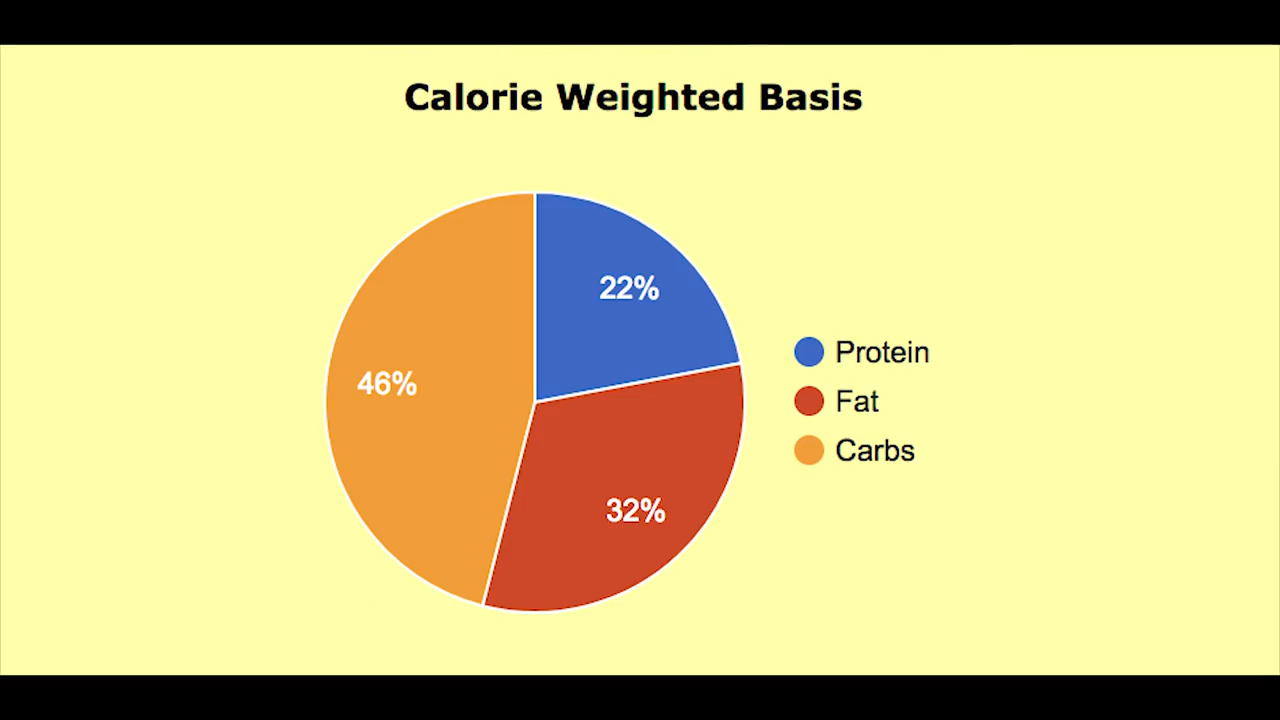 Calorie Weighted Basis
22%
Protein
46%
Fat
Carbs
32%